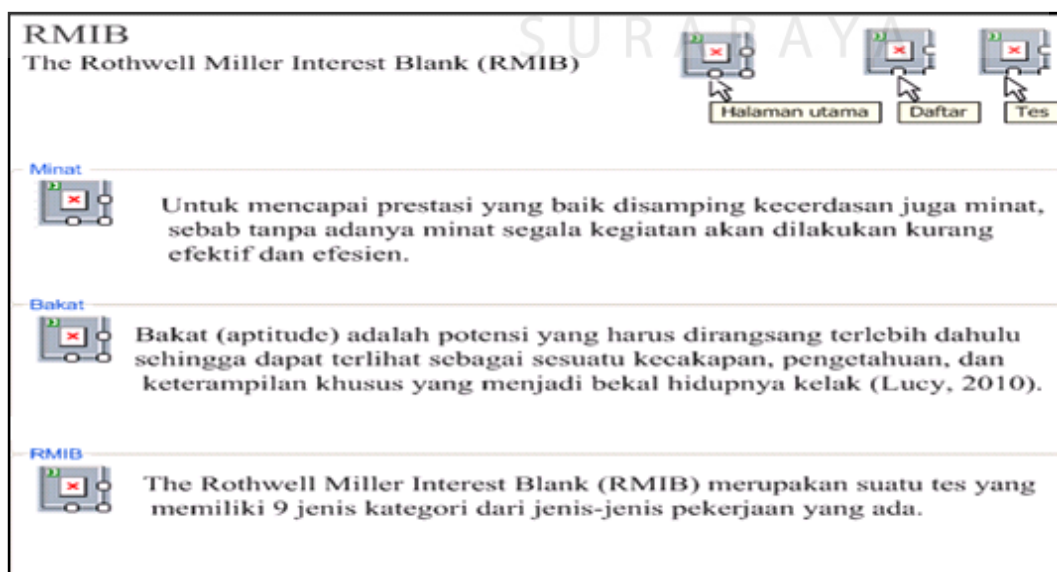 SURABAYA
RMIB
The Rothwell Miller Interest Blank (RMIB)
Halaman utama
Daftar
Tes
Minat
Untuk mencapai prestasi yang baik disamping kecerdasan juga minat,
sebab tanpa adanya minat segala kegiatan akan dilakukan kurang
efektif dan efesien.
Bakat
Bakat (aptitude) adalah potensi yang harus dirangsang terlebih dahulu
sehingga dapat terlihat sebagai sesuatu kecakapan, pengetahuan, dan
keterampilan khusus yang menjadi bekal hidupnya kelak (Lucy, 2010).
RMIB
The Rothwell Miller Interest Blank (RMIB) merupakan suatu tes yang
memiliki 9 jenis kategori dari jenis-jenis pekerjaan yang ada.